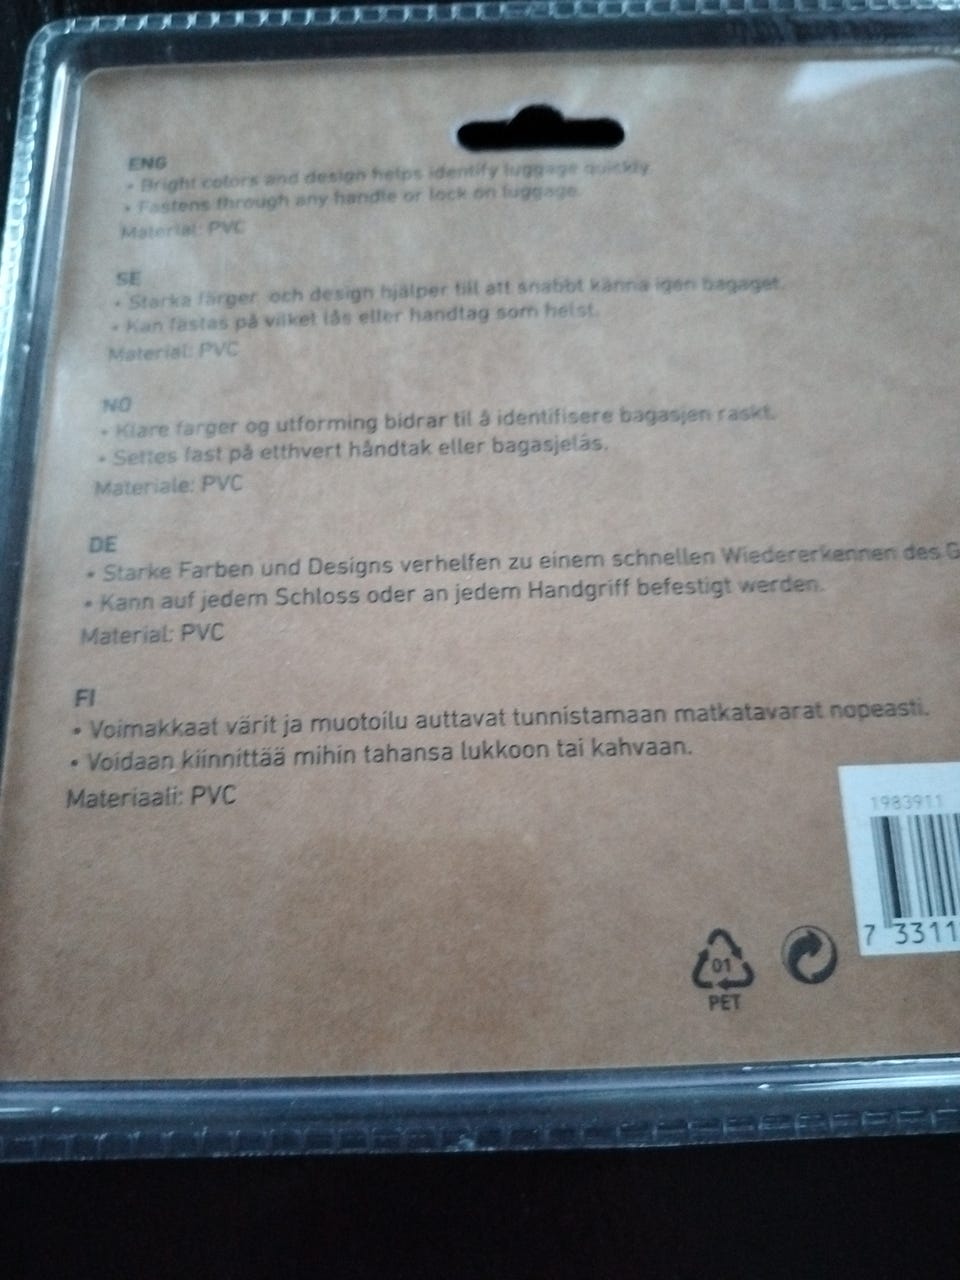 ENG
• Bright colors and design helps identify luggage quickly
• Fastens through any handle or lock on luggage.
Material: PVC
SE
• Starka färger och design hjälper till att snabbt känna igen bagaget.
• Kan fästas på vilket lås eller handtag som helst.
Material: PVC
NO
• Klare farger og utforming bidrar til å identifisere bagasjen raskt.
• Settes fast på etthvert håndtak eller bagasjelås.
Materiale: PVC
DE
• Starke Farben und Designs verhelfen zu einem schnellen Wiedererkennen des G
• Kann auf jedem Schloss oder an jedem Handgriff befestigt werden.
Material: PVC
FI
• Voimakkaat värit ja muotoilu auttavat tunnistamaan matkatavarat nopeasti.
• Voidaan kiinnittää mihin tahansa lukkoon tai kahvaan.
Materiaali: PVC
1983911
7 3311
01
PET